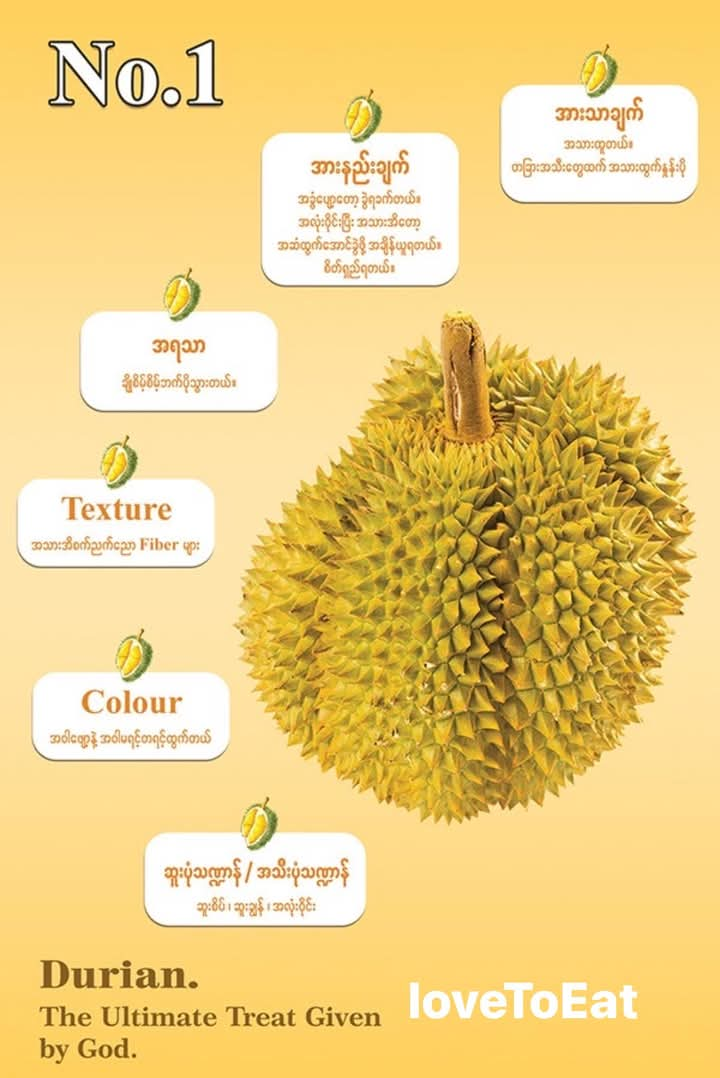 No.1
အားသာချက်
အသားထူတယ်။
တခြားအသီးတွေထက် အသားထွက်နှုန်းပို
အားနည်းချက်
အခွံပျော့တော့ ခွဲရခက်တယ်။
အလုံးဝိုင်းပြီး အသားအိတော့
အဆံထွက်အောင်ခွဲဖို့ အချိန်ယူရတယ်။
စိတ်ရှည်ရတယ်။
အရသာ
ချိုစိမ့်စိမ့်ဘက်ပိုသွားတယ်။
Texture
အသားအိစက်ညက်ညော Fiber များ
Colour
အဝါဖျော့နဲ့ အဝါမရင့်တရင့်ထွက်တယ်
ဆူးပုံသဏ္ဌာန် / အသီးပုံသဏ္ဌာန်
ဆူးစိပ် ၊ ဆူးချွန် ၊ အလုံးဝိုင်း
Durian.
The Ultimate Treat Given
by God.
loveToEat